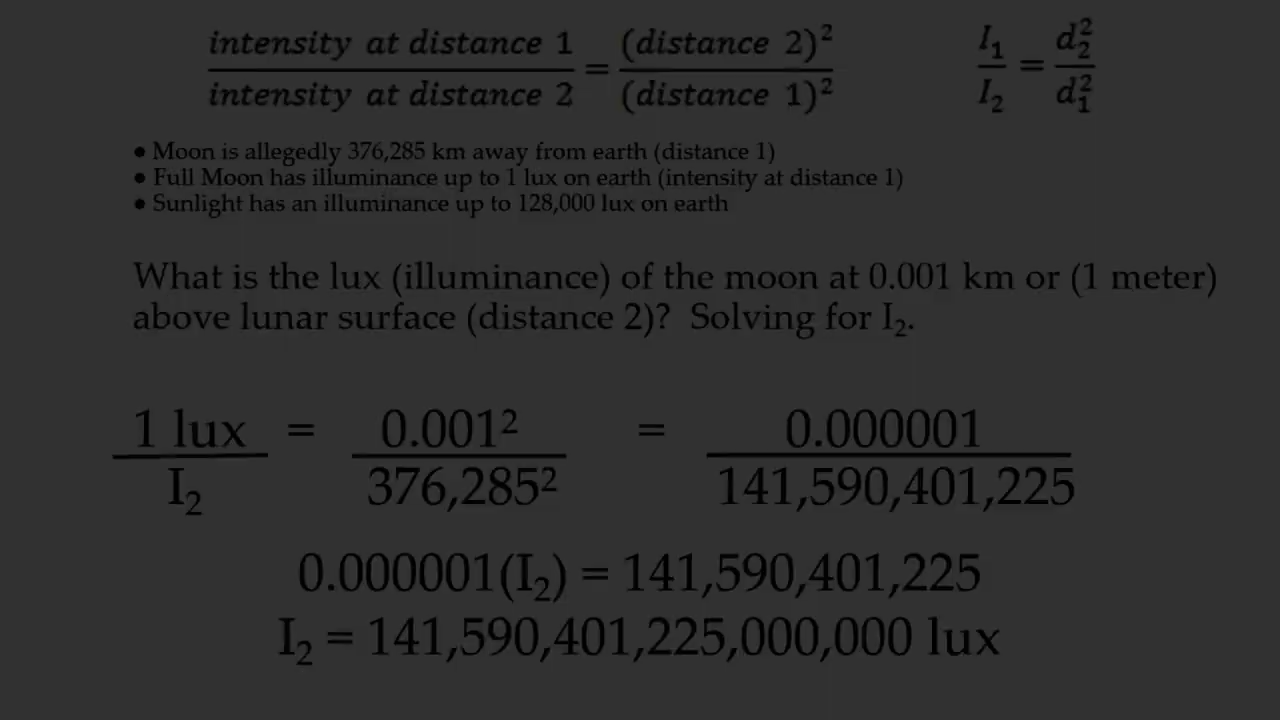 intensity at distance 1 / intensity at distance 2 = (distance 2)² / (distance 1)²
I₁ / I₂ = d₂² / d₁²
● Moon is allegedly 376,285 km away from earth (distance 1)
● Full Moon has illuminance up to 1 lux on earth (intensity at distance 1)
● Sunlight has an illuminance up to 128,000 lux on earth
What is the lux (illuminance) of the moon at 0.001 km or (1 meter)
above lunar surface (distance 2)? Solving for I₂.
1 lux / I₂ = 0.001² / 376,285² = 0.000001 / 141,590,401,225
0.000001(I₂) = 141,590,401,225
I₂ = 141,590,401,225,000,000 lux